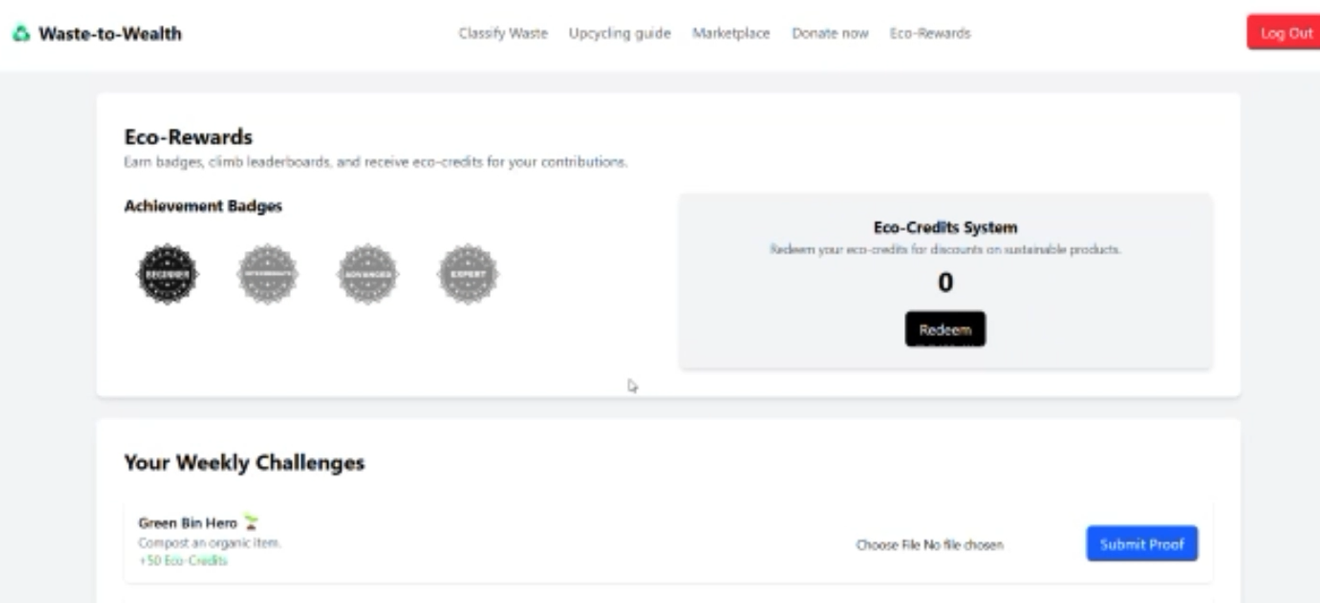 Waste-to-Wealth
Classify Waste Upcycling guide Marketplace Donate now Eco-Rewards
Log Out
Eco-Rewards
Earn badges, climb leaderboards, and receive eco-credits for your contributions.
Achievement Badges
BEGINNER
INTERMEDIATE
ADVANCED
EXPERT
Eco-Credits System
Redeem your eco-credits for discounts on sustainable products.
0
Redeem
Your Weekly Challenges
Green Bin Hero
Compost an organic item.
+50 Eco-Credits
Choose File No file chosen
Submit Proof